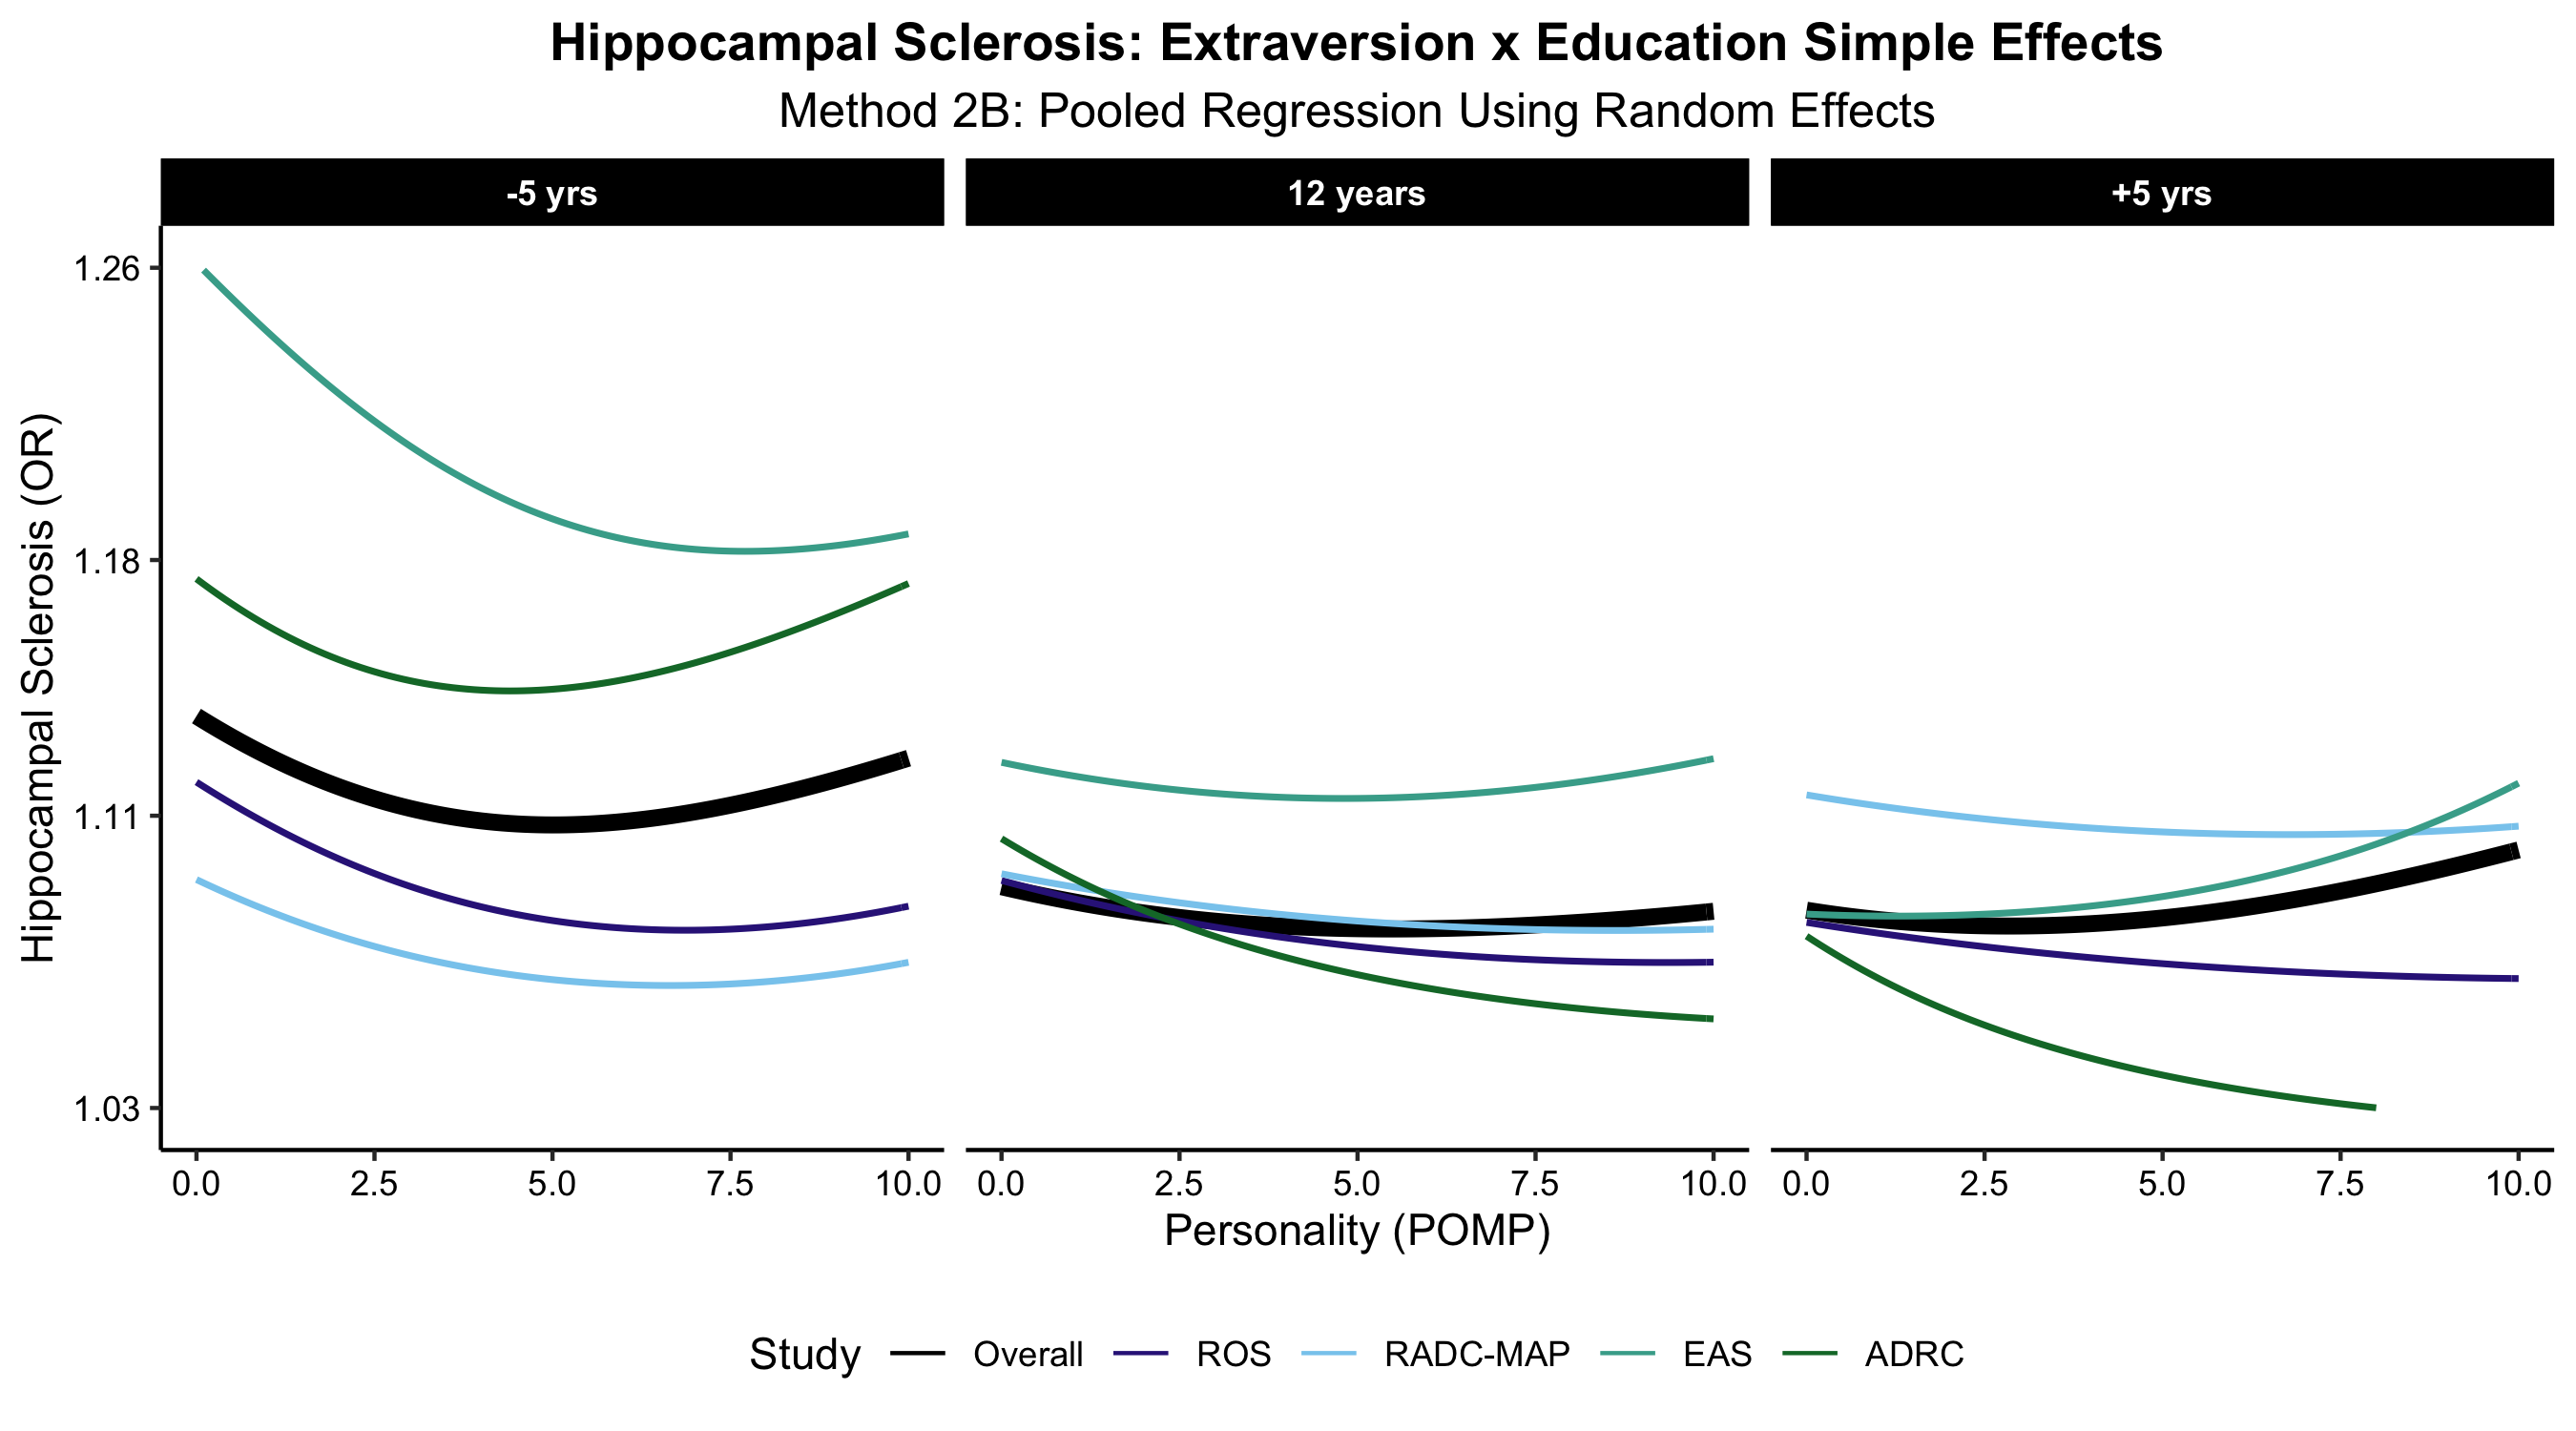 Hippocampal Sclerosis: Extraversion x Education Simple Effects
Method 2B: Pooled Regression Using Random Effects
-5 yrs 12 years +5 yrs
Hippocampal Sclerosis (OR)
1.26
1.18
1.11
1.03
0.0 2.5 5.0 7.5 10.0 0.0 2.5 5.0 7.5 10.0 0.0 2.5 5.0 7.5 10.0
Personality (POMP)
Study Overall ROS RADC-MAP EAS ADRC